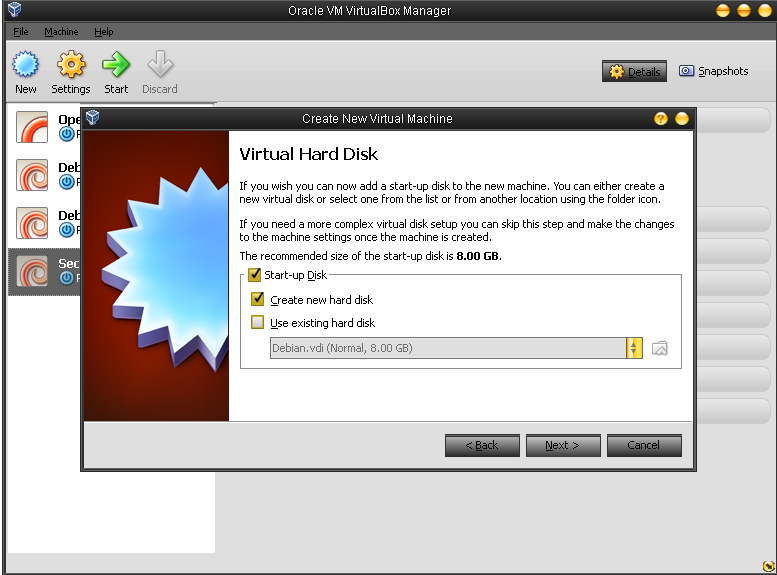 Oracle VM VirtualBox Manager
File Machine Help
New Settings Start Discard
Details Snapshots
Ope
Deb
Deb
Sec
Create New Virtual Machine
Virtual Hard Disk
If you wish you can now add a start-up disk to the new machine. You can either create a
new virtual disk or select one from the list or from another location using the folder icon.
If you need a more complex virtual disk setup you can skip this step and make the changes
to the machine settings once the machine is created.
The recommended size of the start-up disk is 8.00 GB.
Start-up Disk
Create new hard disk
Use existing hard disk
Debian.vdi (Normal, 8.00 GB)
< Back Next > Cancel